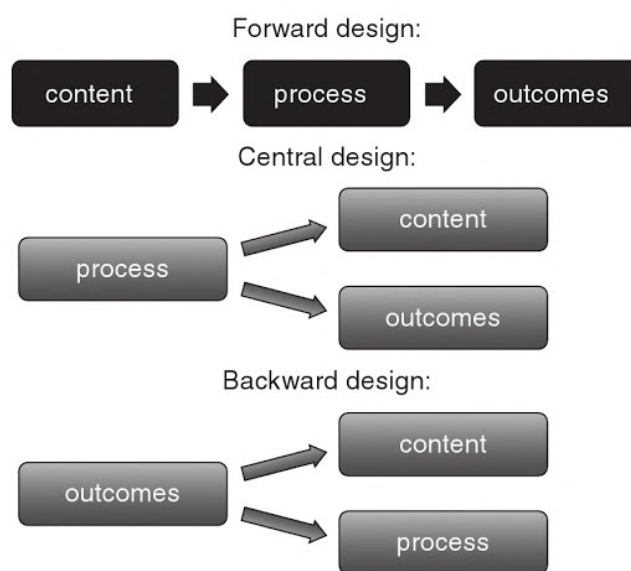 Forward design:
content process outcomes
Central design:
content
process
outcomes
Backward design:
content
outcomes
process